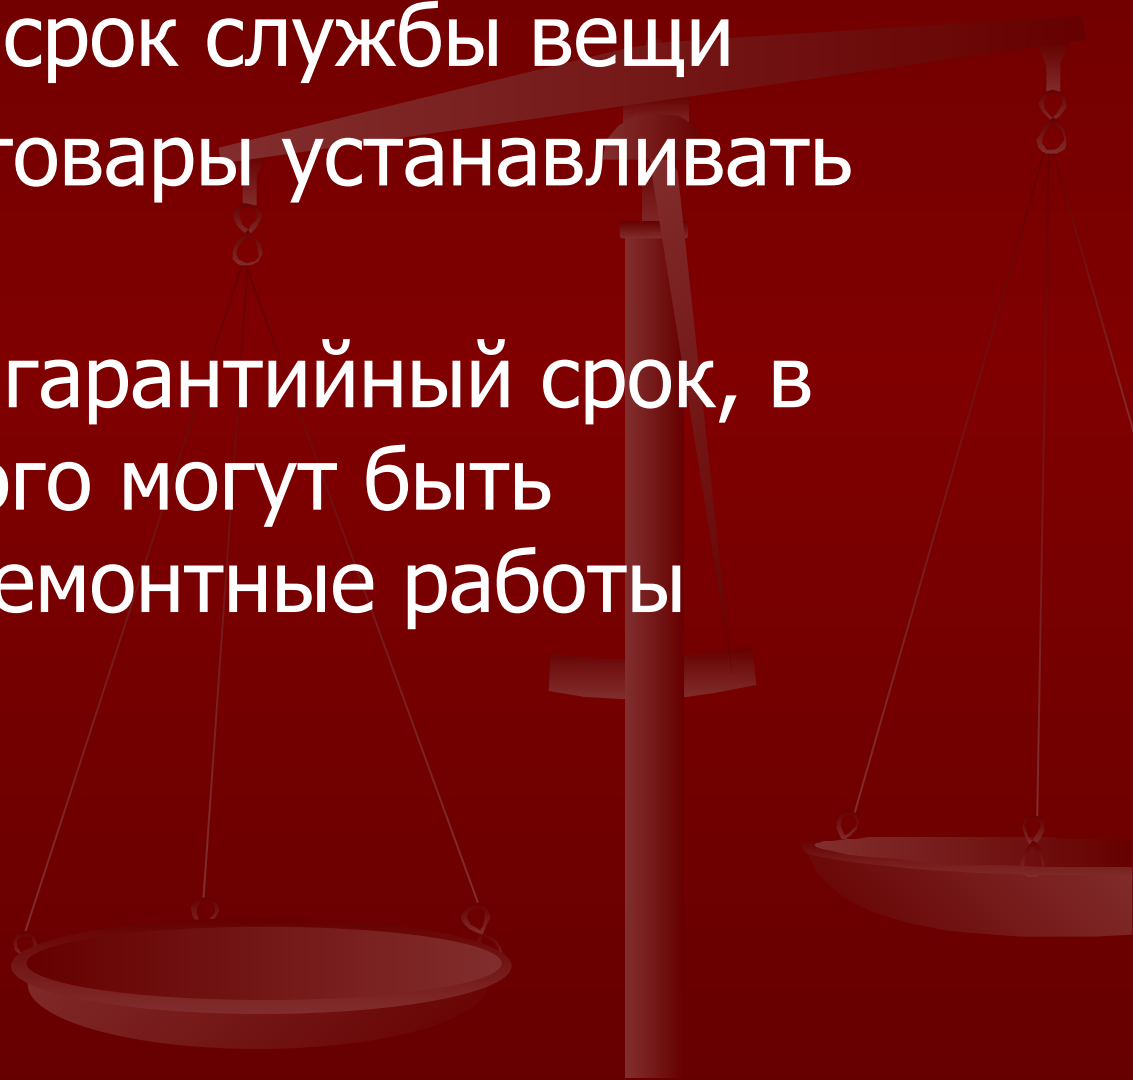 срок службы вещи
товары устанавливать
гарантийный срок, в
ого могут быть
емонтные работы